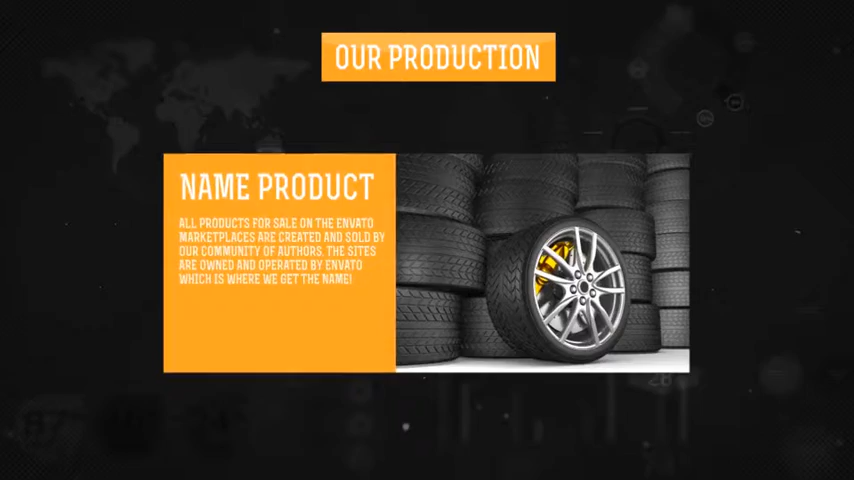 OUR PRODUCTION
NAME PRODUCT
ALL PRODUCTS FOR SALE ON THE ENVATO
MARKETPLACES ARE CREATED AND SOLD BY
OUR COMMUNITY OF AUTHORS. THE SITES
ARE OWNED AND OPERATED BY ENVATO
WHICH IS WHERE WE GET THE NAME!